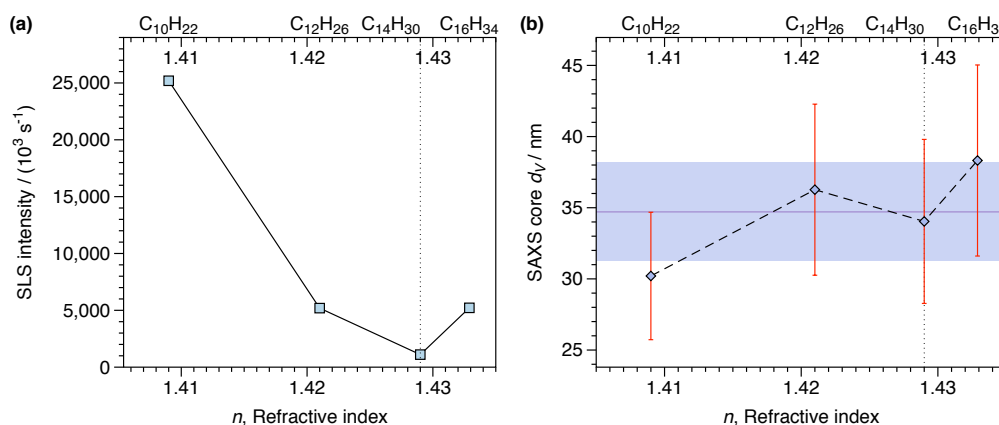 (a)
C₁₀H₂₂ C₁₂H₂₆ C₁₄H₃₀ C₁₆H₃₄
1.41 1.42 1.43
25,000
20,000
15,000
10,000
5,000
0
SLS intensity / (10³ s⁻¹)
1.41 1.42 1.43
n, Refractive index
(b)
C₁₀H₂₂ C₁₂H₂₆ C₁₄H₃₀ C₁₆H₃
1.41 1.42 1.43
45
40
35
30
25
SAXS core d_V / nm
1.41 1.42 1.43
n, Refractive index